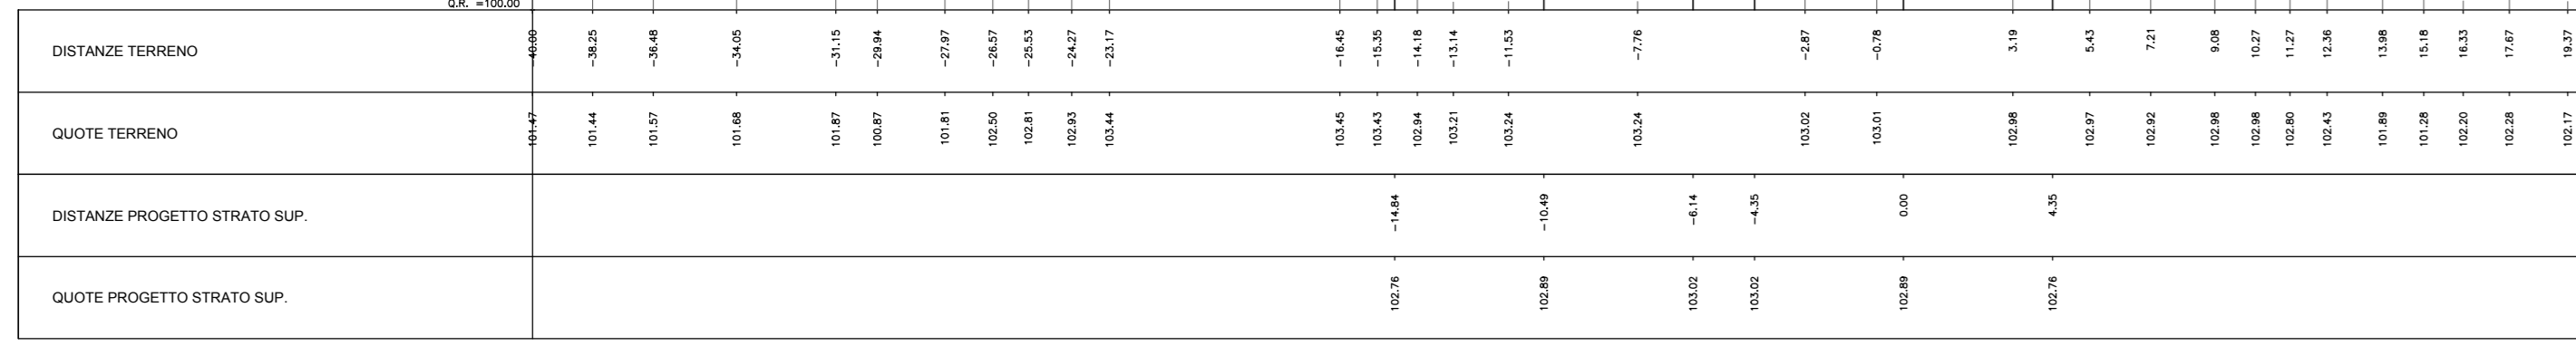 Q.R. =100.00
DISTANZE TERRENO -40.00 -38.25 -36.48 -34.05 -31.15 -29.94 -27.97 -26.57 -25.53 -24.27 -23.17 -16.45 -15.35 -14.18 -13.14 -11.53 -7.76 -2.87 -0.78 3.19 5.43 7.21 9.08 10.27 11.27 12.36 13.98 15.18 16.33 17.67 19.37
QUOTE TERRENO 101.47 101.44 101.57 101.68 101.87 100.87 101.81 102.50 102.81 102.93 103.44 103.45 103.43 102.94 103.21 103.24 103.24 103.02 103.01 102.98 102.97 102.92 102.98 102.98 102.80 102.43 101.89 101.28 102.20 102.28 102.17
DISTANZE PROGETTO STRATO SUP. -14.84 -10.49 -6.14 -4.35 0.00 4.35
QUOTE PROGETTO STRATO SUP. 102.76 102.89 103.02 103.02 102.89 102.76